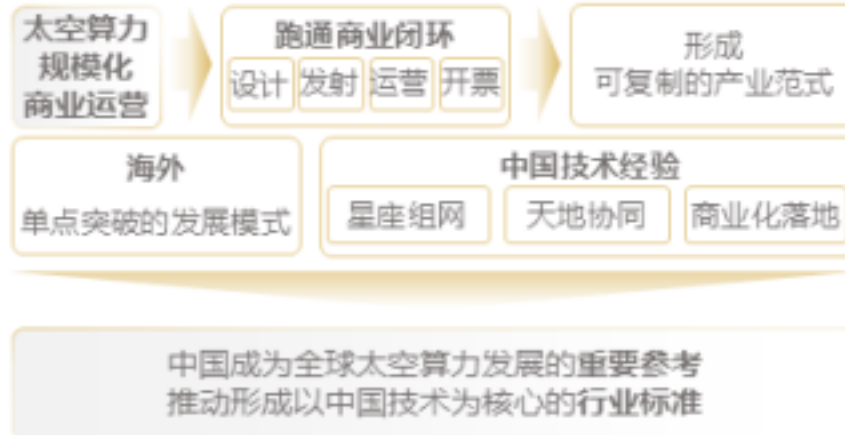 太空算力
规模化
商业运营
跑通商业闭环
设计 发射 运营 开票
形成
可复制的产业范式
海外
单点突破的发展模式
中国技术经验
星座组网 天地协同 商业化落地
中国成为全球太空算力发展的重要参考
推动形成以中国技术为核心的行业标准